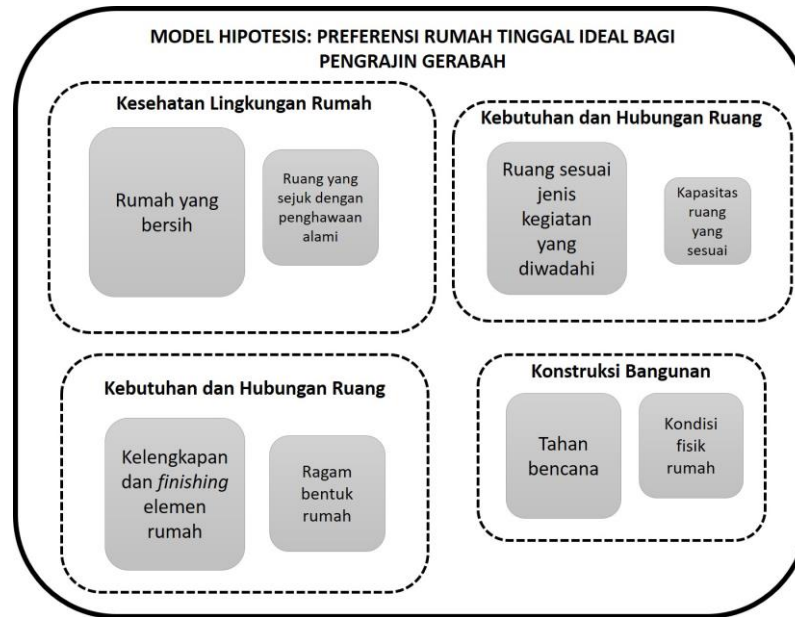 MODEL HIPOTESIS: PREFERENSI RUMAH TINGGAL IDEAL BAGI
PENGRAJIN GERABAH
Kesehatan Lingkungan Rumah
Rumah yang
bersih
Ruang yang
sejuk dengan
penghawaan
alami
Kebutuhan dan Hubungan Ruang
Ruang sesuai
jenis
kegiatan
yang
diwadahi
Kapasitas
ruang
yang
sesuai
Kebutuhan dan Hubungan Ruang
Kelengkapan
dan finishing
elemen
rumah
Ragam
bentuk
rumah
Konstruksi Bangunan
Tahan
bencana
Kondisi
fisik
rumah